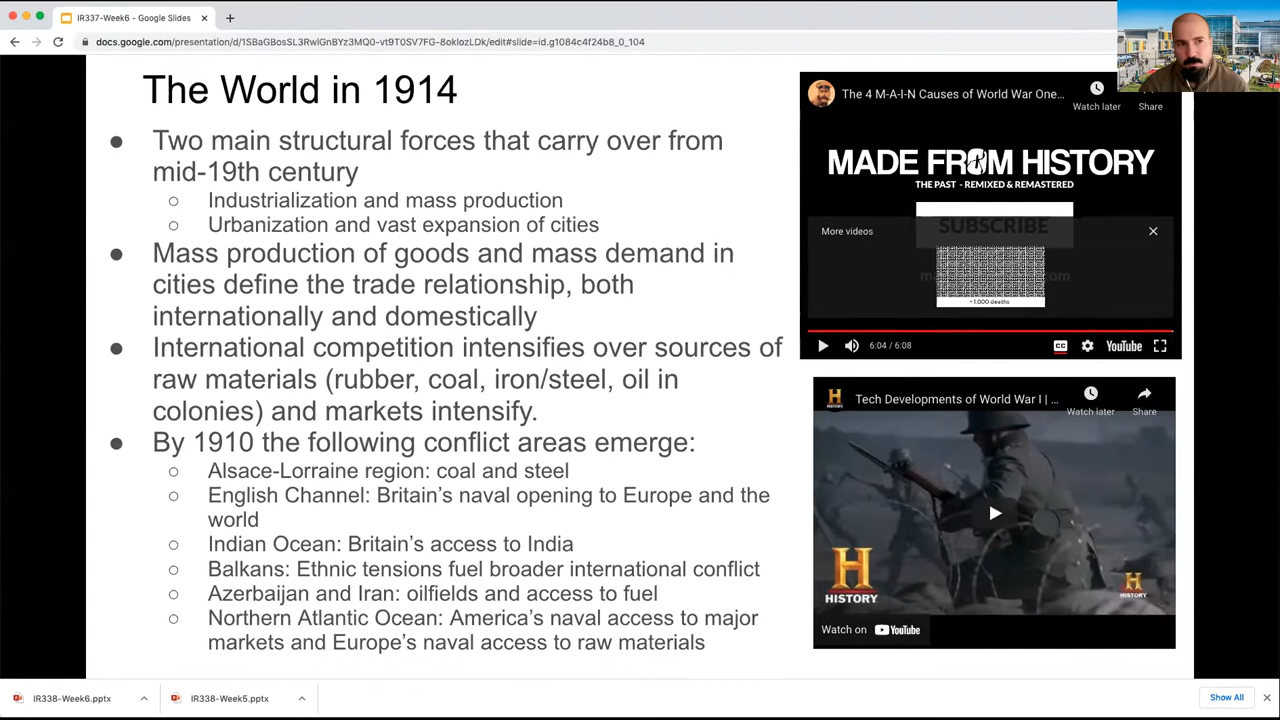 IR337-Week6 - Google Slides
docs.google.com/presentation/d/1SBaGBosSL3RwlGnBYz3MQ0-vt9T0SV7FG-8oklozLDk/edit#slide=id.g1084c4f24b8_0_104
The World in 1914
● Two main structural forces that carry over from
mid-19th century
○ Industrialization and mass production
○ Urbanization and vast expansion of cities
● Mass production of goods and mass demand in
cities define the trade relationship, both
internationally and domestically
● International competition intensifies over sources of
raw materials (rubber, coal, iron/steel, oil in
colonies) and markets intensify.
● By 1910 the following conflict areas emerge:
○ Alsace-Lorraine region: coal and steel
○ English Channel: Britain’s naval opening to Europe and the
world
○ Indian Ocean: Britain’s access to India
○ Balkans: Ethnic tensions fuel broader international conflict
○ Azerbaijan and Iran: oilfields and access to fuel
○ Northern Atlantic Ocean: America’s naval access to major
markets and Europe’s naval access to raw materials
The 4 M-A-I-N Causes of World War One...
Watch later
Share
MADE FROM HISTORY
THE PAST - REMIXED & REMASTERED
SUBSCRIBE
More videos
~1,000 deaths
6:04 / 6:08
CC
YouTube
H
HISTORY
Tech Developments of World War I | ...
Watch later
Share
H
HISTORY
H
HISTORY
Watch on YouTube
IR338-Week6.pptx
IR338-Week5.pptx
Show All